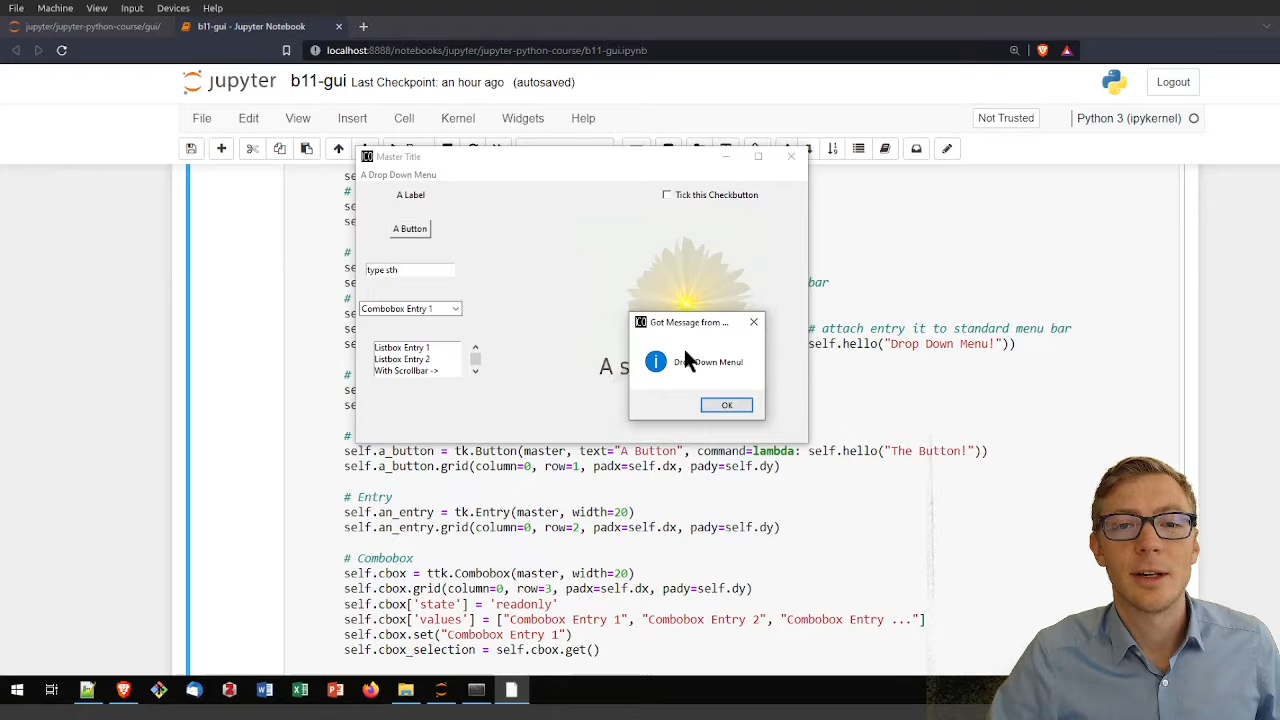 File Machine View Input Devices Help
jupyter/jupyter-python-course/gui/
b11-gui - Jupyter Notebook
localhost:8888/notebooks/jupyter/jupyter-python-course/b11-gui.ipynb
jupyter b11-gui Last Checkpoint: an hour ago (autosaved)
Logout
File Edit View Insert Cell Kernel Widgets Help
Not Trusted
Python 3 (ipykernel)
Master Title
A Drop Down Menu
A Label
Tick this Checkbutton
A Button
type sth
Combobox Entry 1
Listbox Entry 1
Listbox Entry 2
With Scrollbar ->
A s
Got Message from ...
Menu!
OK
se
#
se
se
#
se
se bar
#
se # attach entry it to standard menu bar
se self.hello("Drop Down Menu!"))
#
se
se
#
self.a_button = tk.Button(master, text="A Button", command=lambda: self.hello("The Button!"))
self.a_button.grid(column=0, row=1, padx=self.dx, pady=self.dy)
# Entry
self.an_entry = tk.Entry(master, width=20)
self.an_entry.grid(column=0, row=2, padx=self.dx, pady=self.dy)
# Combobox
self.cbox = ttk.Combobox(master, width=20)
self.cbox.grid(column=0, row=3, padx=self.dx, pady=self.dy)
self.cbox['state'] = 'readonly'
self.cbox['values'] = ["Combobox Entry 1", "Combobox Entry 2", "Combobox Entry ..."]
self.cbox.set("Combobox Entry 1")
self.cbox_selection = self.cbox.get()